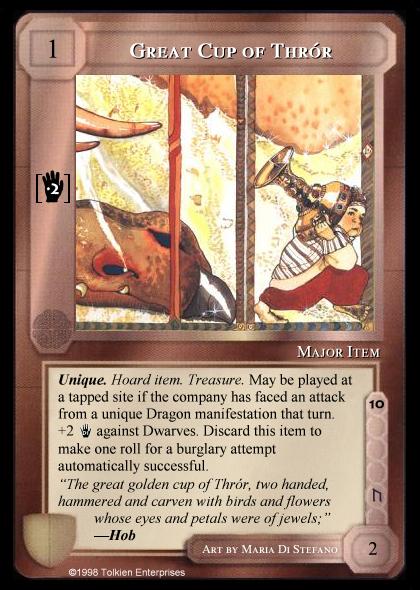 1
GREAT CUP OF THRÓR
[2]
MAJOR ITEM
Unique. Hoard item. Treasure. May be played at
a tapped site if the company has faced an attack
from a unique Dragon manifestation that turn.
+2 against Dwarves. Discard this item to
make one roll for a burglary attempt
automatically successful.
“The great golden cup of Thrór, two handed,
hammered and carven with birds and flowers
whose eyes and petals were of jewels;”
—Hob
10
ART BY MARIA DI STEFANO
2
©1998 Tolkien Enterprises